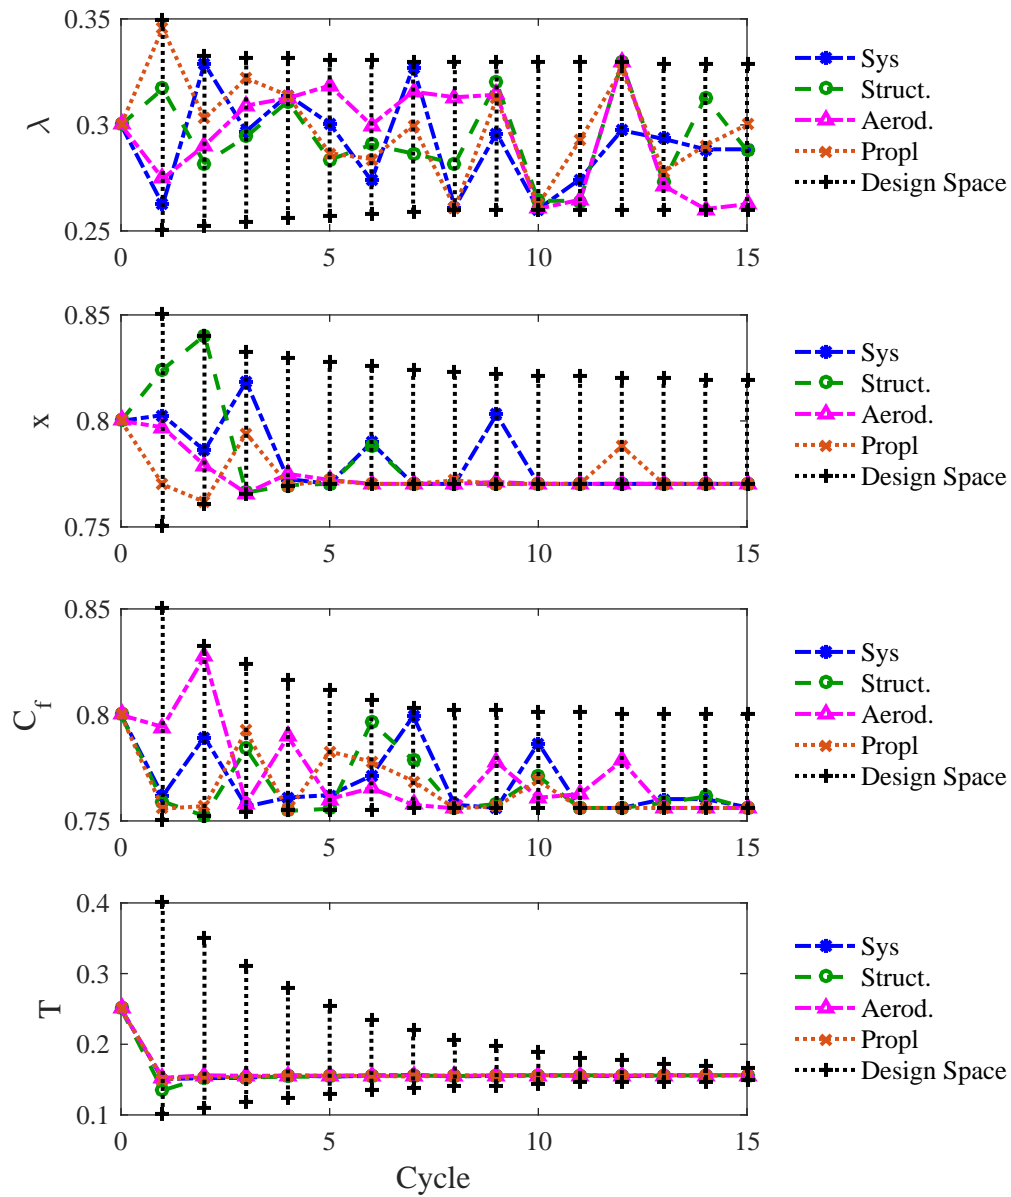 0.35
0.3
0.25
λ
0 5 10 15
Sys
Struct.
Aerod.
Propl
Design Space
0.85
0.8
0.75
x
0 5 10 15
Sys
Struct.
Aerod.
Propl
Design Space
0.85
0.8
0.75
C_f
0 5 10 15
Sys
Struct.
Aerod.
Propl
Design Space
0.4
0.3
0.2
0.1
T
0 5 10 15
Cycle
Sys
Struct.
Aerod.
Propl
Design Space